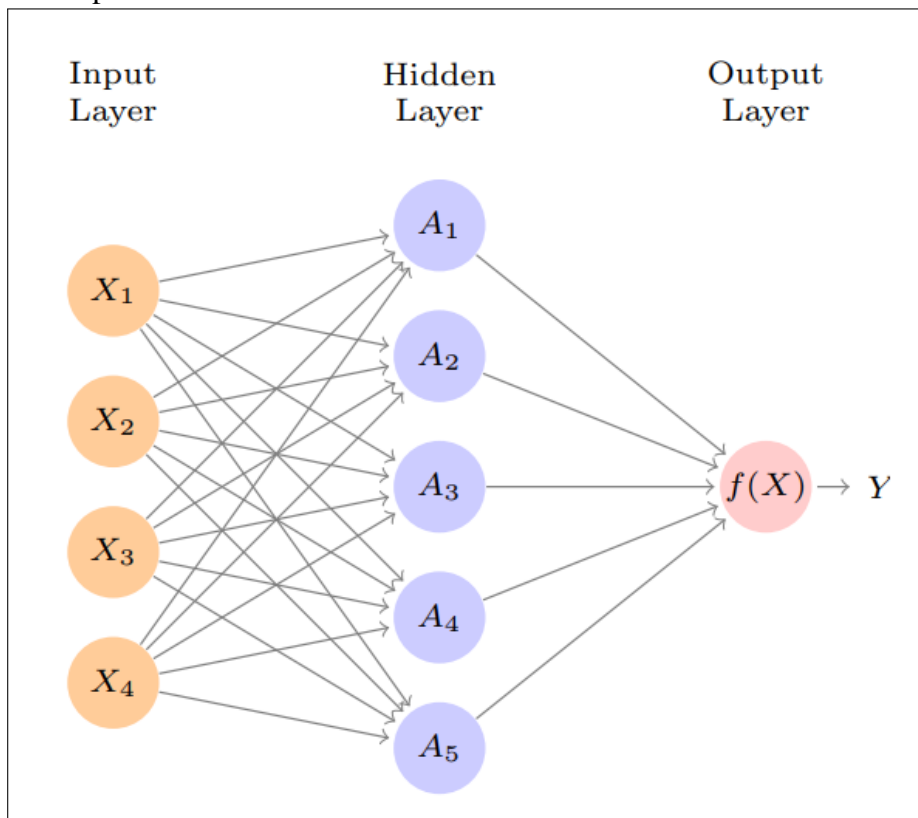 Input
Layer
Hidden
Layer
Output
Layer
X₁
X₂
X₃
X₄
A₁
A₂
A₃
A₄
A₅
f(X)
Y